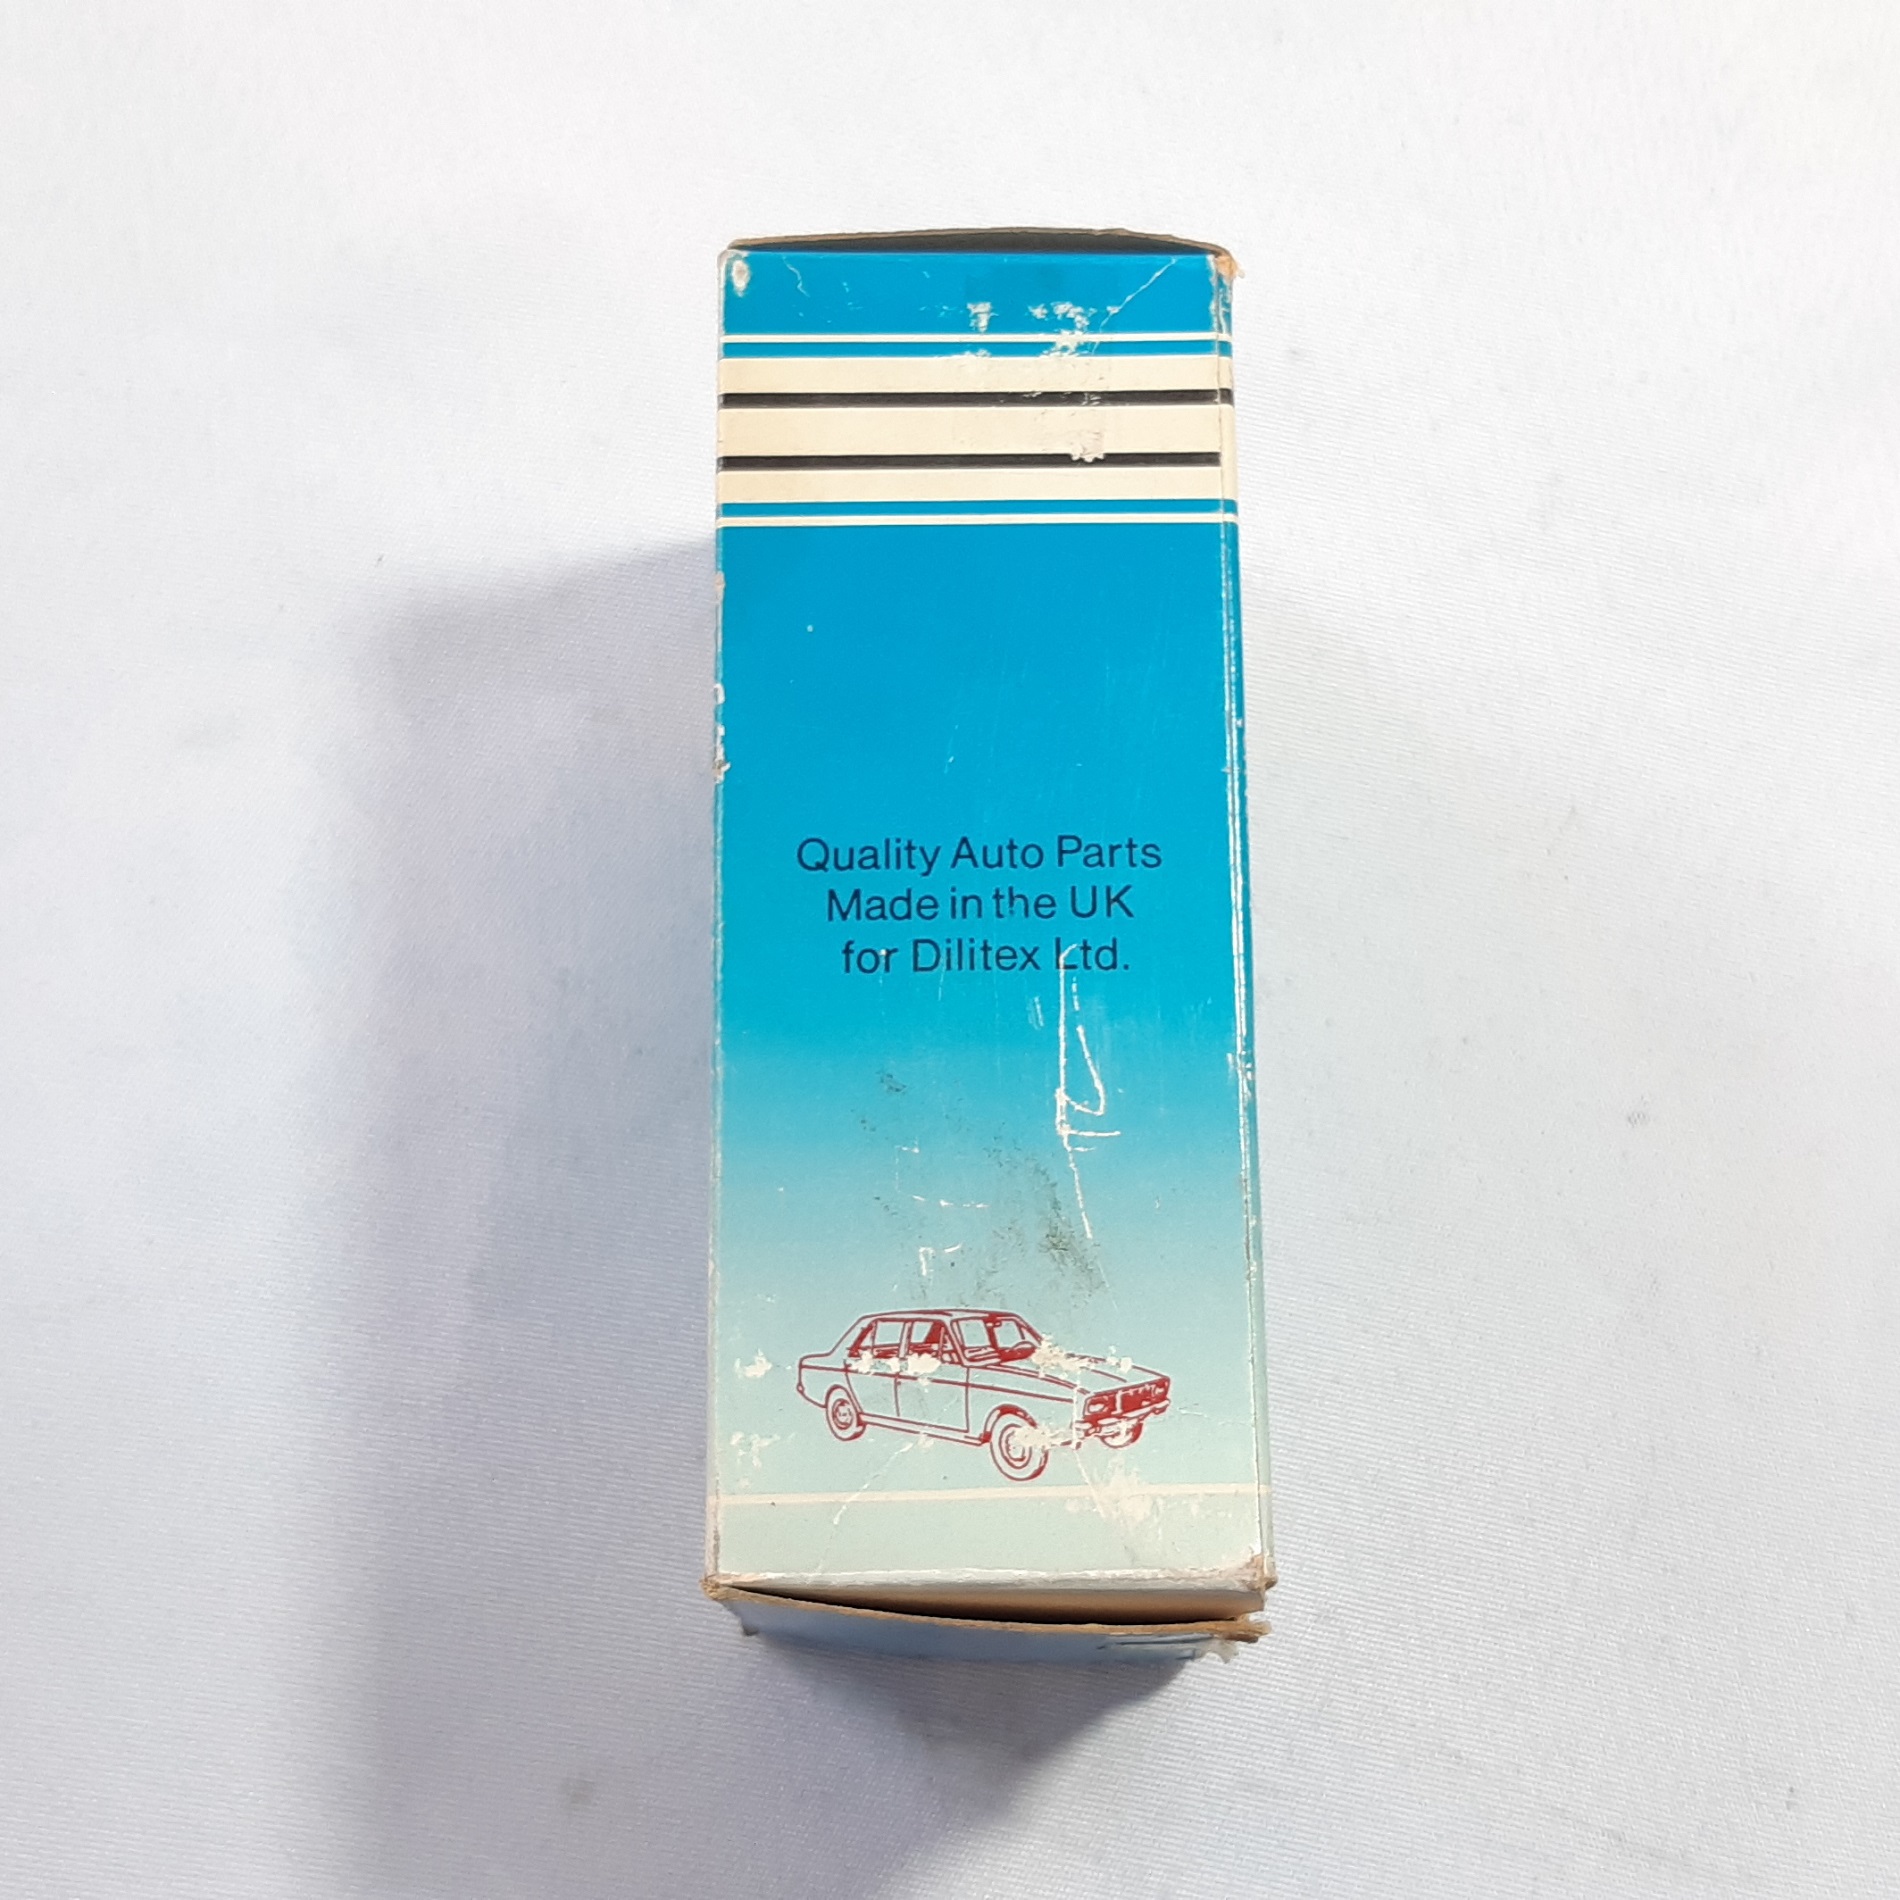 Quality Auto Parts
Made in the UK
for Dilitex Ltd.